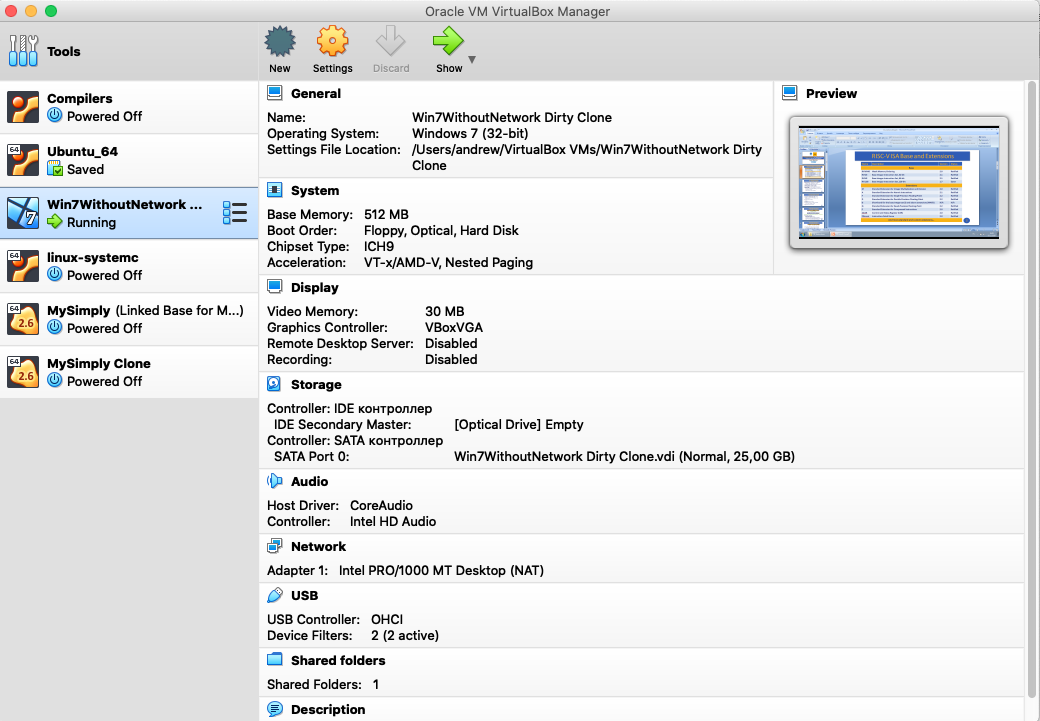 Oracle VM VirtualBox Manager
Tools
New
Settings
Discard
Show
Compilers
Powered Off
64
Ubuntu_64
Saved
7
Win7WithoutNetwork ...
Running
64
linux-systemc
Powered Off
64
2.6
MySimply (Linked Base for M...)
Powered Off
64
2.6
MySimply Clone
Powered Off
General
Name: Win7WithoutNetwork Dirty Clone
Operating System: Windows 7 (32-bit)
Settings File Location: /Users/andrew/VirtualBox VMs/Win7WithoutNetwork Dirty
Clone
Preview
RISC-V ISA Base and Extensions
System
Base Memory: 512 MB
Boot Order: Floppy, Optical, Hard Disk
Chipset Type: ICH9
Acceleration: VT-x/AMD-V, Nested Paging
Display
Video Memory: 30 MB
Graphics Controller: VBoxVGA
Remote Desktop Server: Disabled
Recording: Disabled
Storage
Controller: IDE контроллер
IDE Secondary Master: [Optical Drive] Empty
Controller: SATA контроллер
SATA Port 0: Win7WithoutNetwork Dirty Clone.vdi (Normal, 25,00 GB)
Audio
Host Driver: CoreAudio
Controller: Intel HD Audio
Network
Adapter 1: Intel PRO/1000 MT Desktop (NAT)
USB
USB Controller: OHCI
Device Filters: 2 (2 active)
Shared folders
Shared Folders: 1
Description